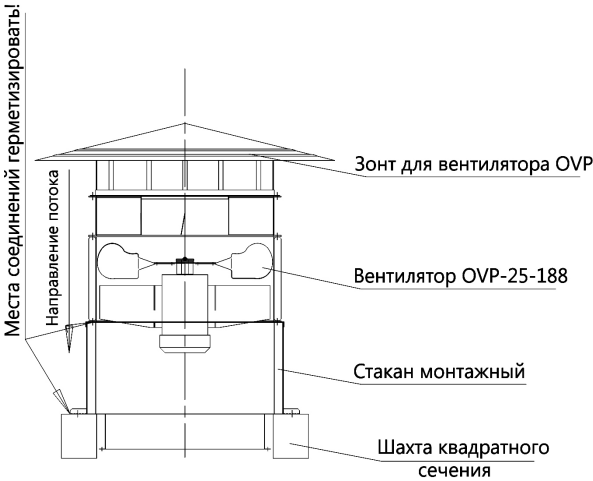 Места соединений герметизировать!
Направление потока
Зонт для вентилятора OVP
Вентилятор OVP-25-188
Стакан монтажный
Шахта квадратного
сечения